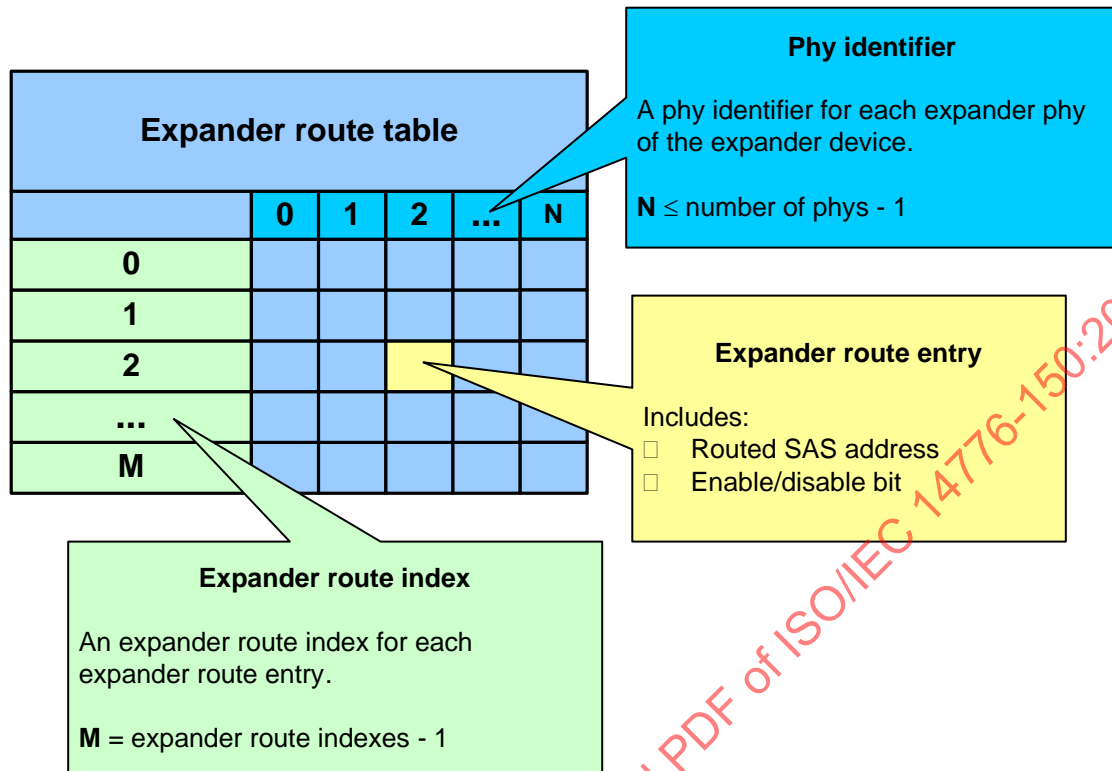 Expander route table
0 1 2 ... N
0
1
2
...
M
Phy identifier
A phy identifier for each expander phy
of the expander device.
N ≤ number of phys - 1
Expander route entry
Includes:
□ Routed SAS address
□ Enable/disable bit
Expander route index
An expander route index for each
expander route entry.
M = expander route indexes - 1
PDF of ISO/IEC 14776-150:20